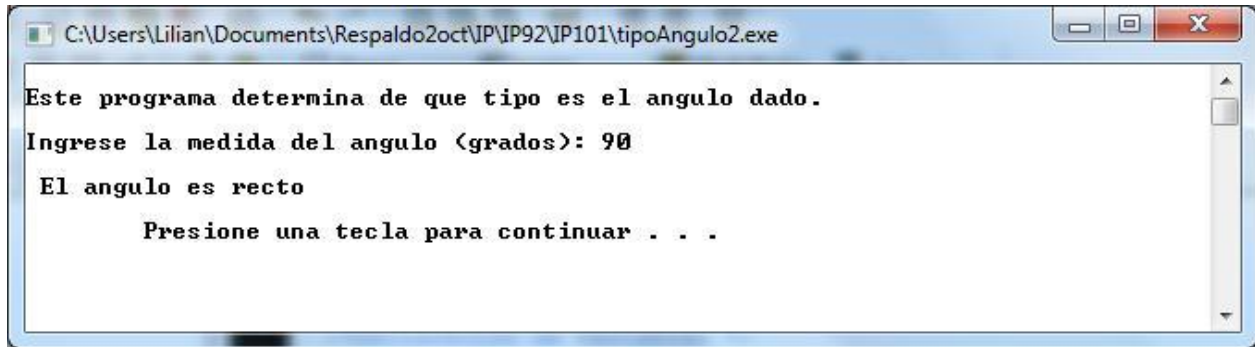 C:\Users\Lilian\Documents\Respaldo2oct\IP\IP92\IP101\tipoAngulo2.exe
Este programa determina de que tipo es el angulo dado.
Ingrese la medida del angulo (grados): 90
El angulo es recto
Presione una tecla para continuar . . .